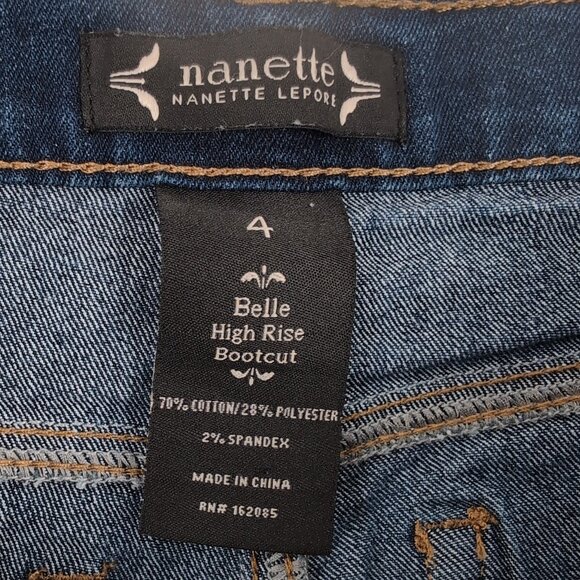 nanette
NANETTE LEPORE
4
Belle
High Rise
Bootcut
70% COTTON/28% POLYESTER
2% SPANDEX
MADE IN CHINA
RN# 162085